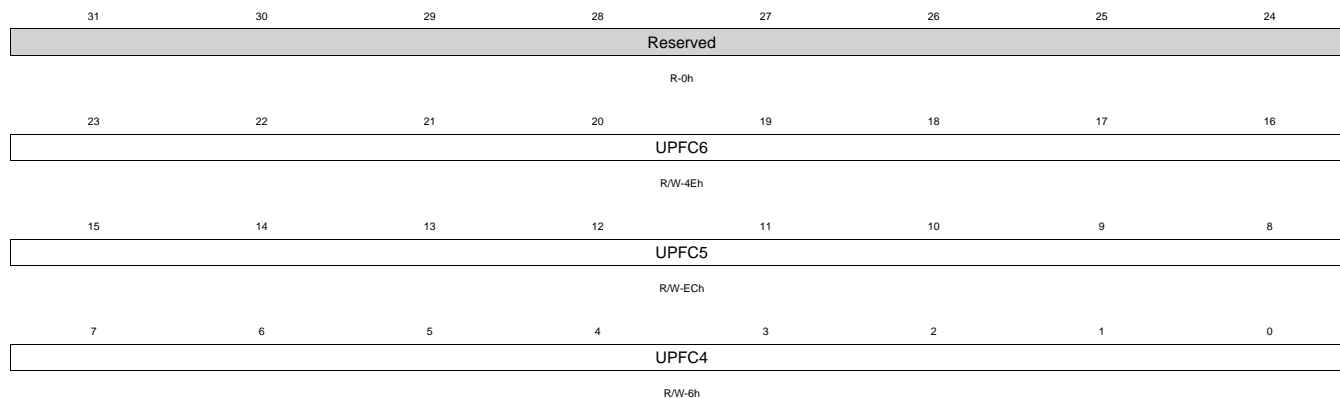 31 30 29 28 27 26 25 24
Reserved
R-0h
23 22 21 20 19 18 17 16
UPFC6
R/W-4Eh
15 14 13 12 11 10 9 8
UPFC5
R/W-ECh
7 6 5 4 3 2 1 0
UPFC4
R/W-6h